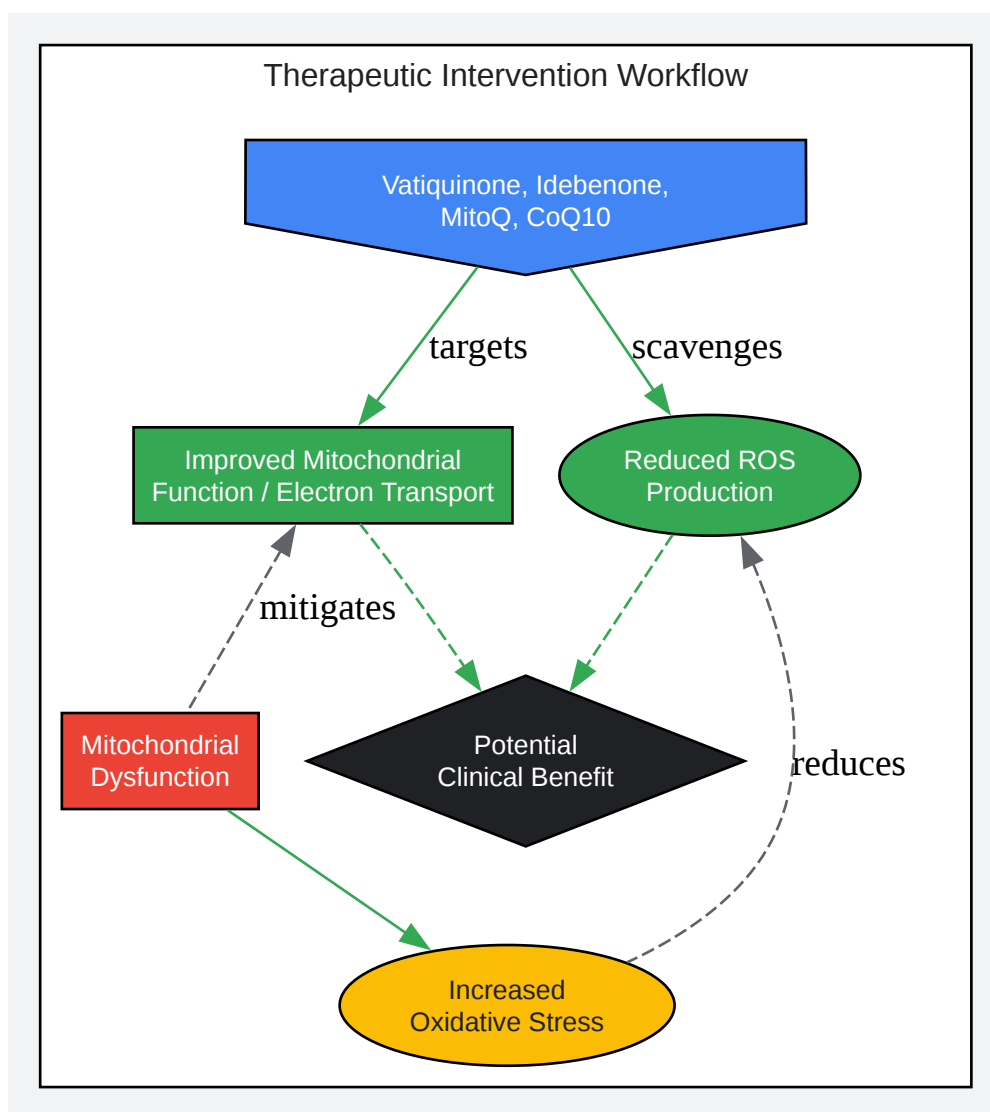 Therapeutic Intervention Workflow
Vatiquinone, Idebenone,
MitoQ, CoQ10
targets
scavenges
Improved Mitochondrial
Function / Electron Transport
Reduced ROS
Production
mitigates
Mitochondrial
Dysfunction
Potential
Clinical Benefit
reduces
Increased
Oxidative Stress